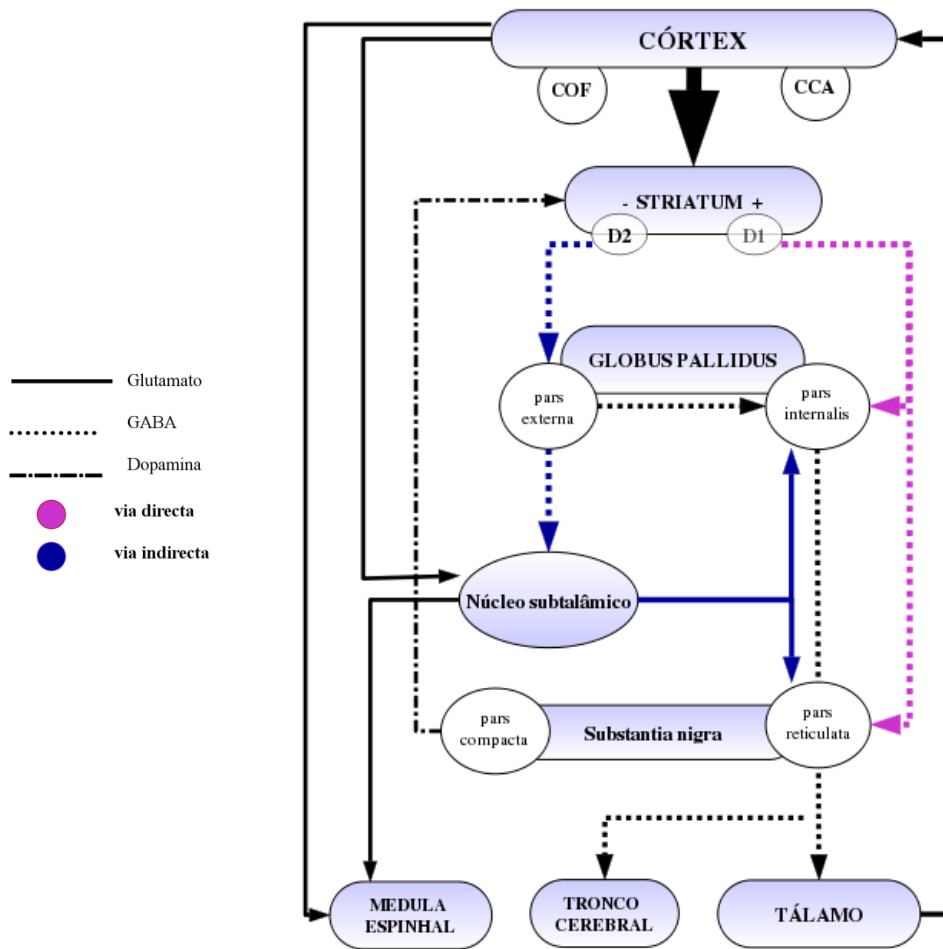 CÓRTEX
COF
CCA
- STRIATUM +
D2
D1
GLOBUS PALLIDUS
pars
externa
pars
internalis
Glutamato
GABA
Dopamina
via directa
via indirecta
Núcleo subtalâmico
pars
compacta
Substantia nigra
pars
reticulata
MEDULA
ESPINHAL
TRONCO
CEREBRAL
TÁLAMO